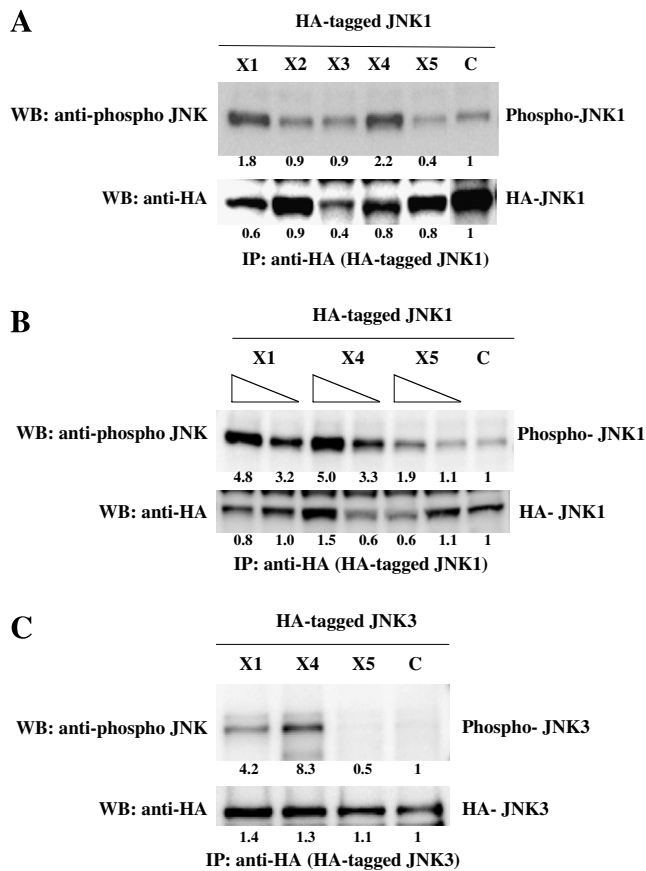 A
HA-tagged JNK1
X1 X2 X3 X4 X5 C
WB: anti-phospho JNK
Phospho-JNK1
1.8 0.9 0.9 2.2 0.4 1
WB: anti-HA
HA-JNK1
0.6 0.9 0.4 0.8 0.8 1
IP: anti-HA (HA-tagged JNK1)
B
HA-tagged JNK1
X1 X4 X5 C
WB: anti-phospho JNK
Phospho- JNK1
4.8 3.2 5.0 3.3 1.9 1.1 1
WB: anti-HA
HA- JNK1
0.8 1.0 1.5 0.6 0.6 1.1 1
IP: anti-HA (HA-tagged JNK1)
C
HA-tagged JNK3
X1 X4 X5 C
WB: anti-phospho JNK
Phospho- JNK3
4.2 8.3 0.5 1
WB: anti-HA
HA- JNK3
1.4 1.3 1.1 1
IP: anti-HA (HA-tagged JNK3)